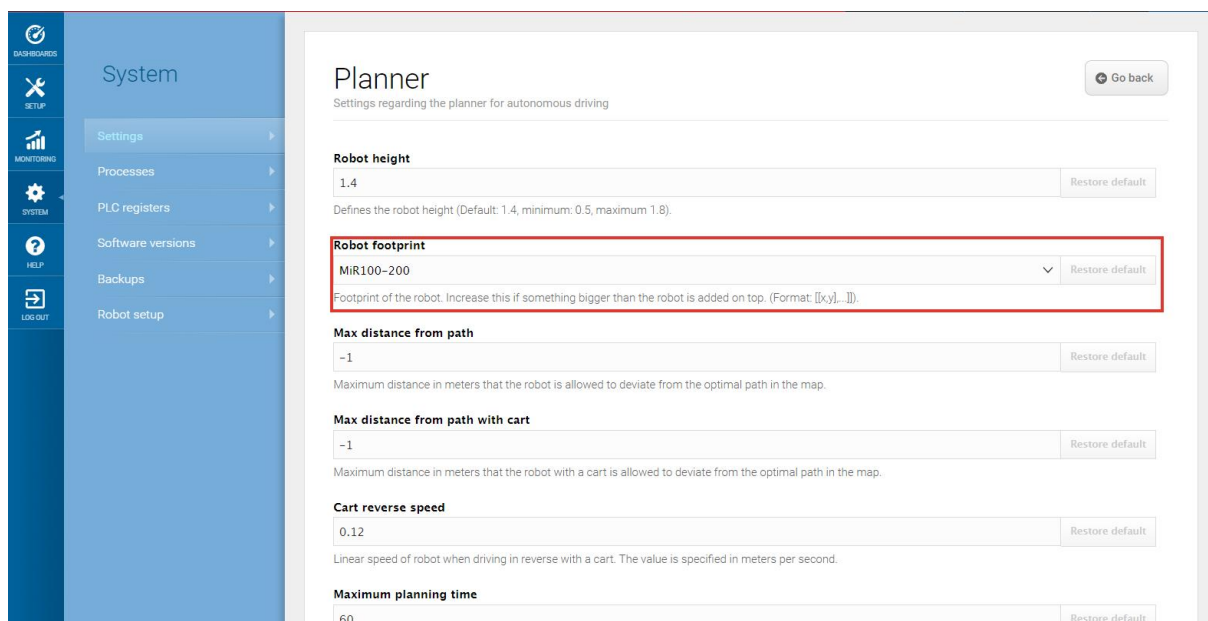 DASHBOARDS
SETUP
MONITORING
SYSTEM
HELP
LOG OUT
System
Settings
Processes
PLC registers
Software versions
Backups
Robot setup
Planner
Go back
Settings regarding the planner for autonomous driving
Robot height
1.4 Restore default
Defines the robot height (Default: 1.4, minimum: 0.5, maximum 1.8).
Robot footprint
MiR100-200 Restore default
Footprint of the robot. Increase this if something bigger than the robot is added on top. (Format: [[x,y],...]]).
Max distance from path
-1 Restore default
Maximum distance in meters that the robot is allowed to deviate from the optimal path in the map.
Max distance from path with cart
-1 Restore default
Maximum distance in meters that the robot with a cart is allowed to deviate from the optimal path in the map.
Cart reverse speed
0.12 Restore default
Linear speed of robot when driving in reverse with a cart. The value is specified in meters per second.
Maximum planning time
60 Restore default